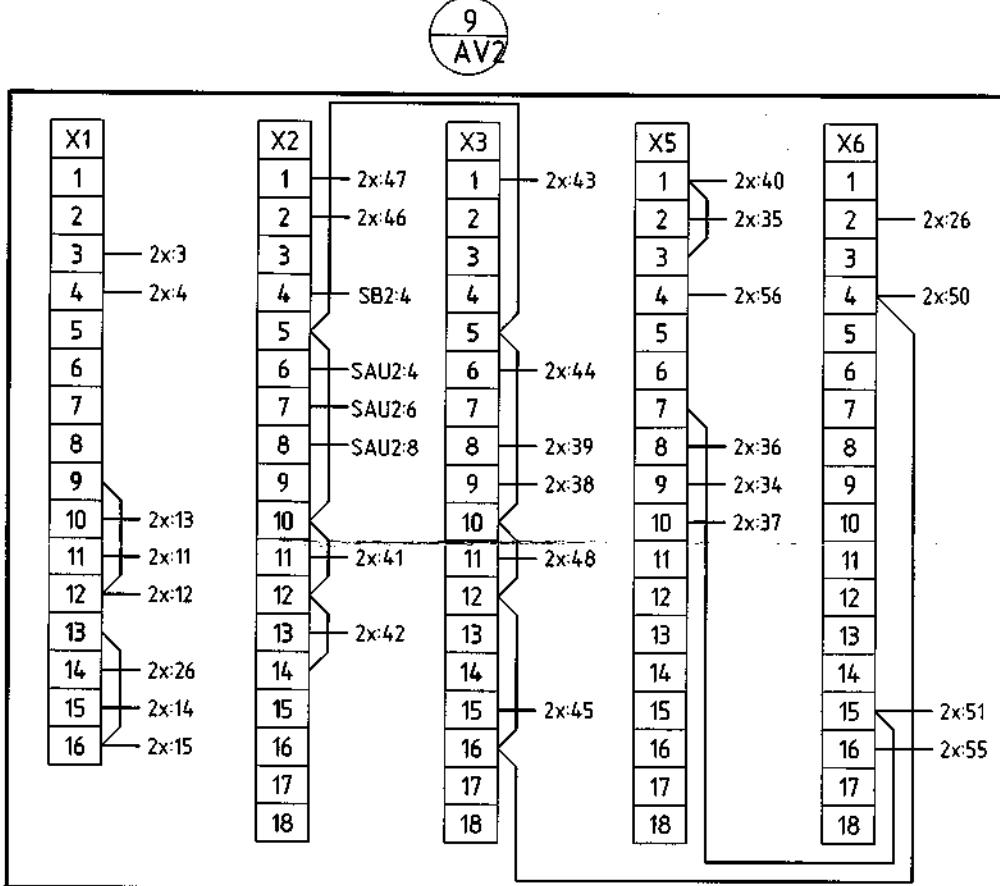 9
AV2
X1 X2 X3 X5 X6
1 1 2x:47 1 2x:43 1 2x:40 1
2 2 2x:46 2 2 2x:35 2 2x:26
3 2x:3 3 3 3 3
4 2x:4 4 SB2:4 4 4 2x:56 4 2x:50
5 5 5 5 5
6 6 SAU2:4 6 2x:44 6 6
7 7 SAU2:6 7 7 7
8 8 SAU2:8 8 2x:39 8 2x:36 8
9 9 9 2x:38 9 2x:34 9
10 2x:13 10 10 10 2x:37 10
11 2x:11 11 2x:41 11 2x:48 11 11
12 2x:12 12 12 12 12
13 13 2x:42 13 13 13
14 2x:26 14 14 14 14
15 2x:14 15 15 2x:45 15 15 2x:51
16 2x:15 16 16 16 16 2x:55
17 17 17 17
18 18 18 18